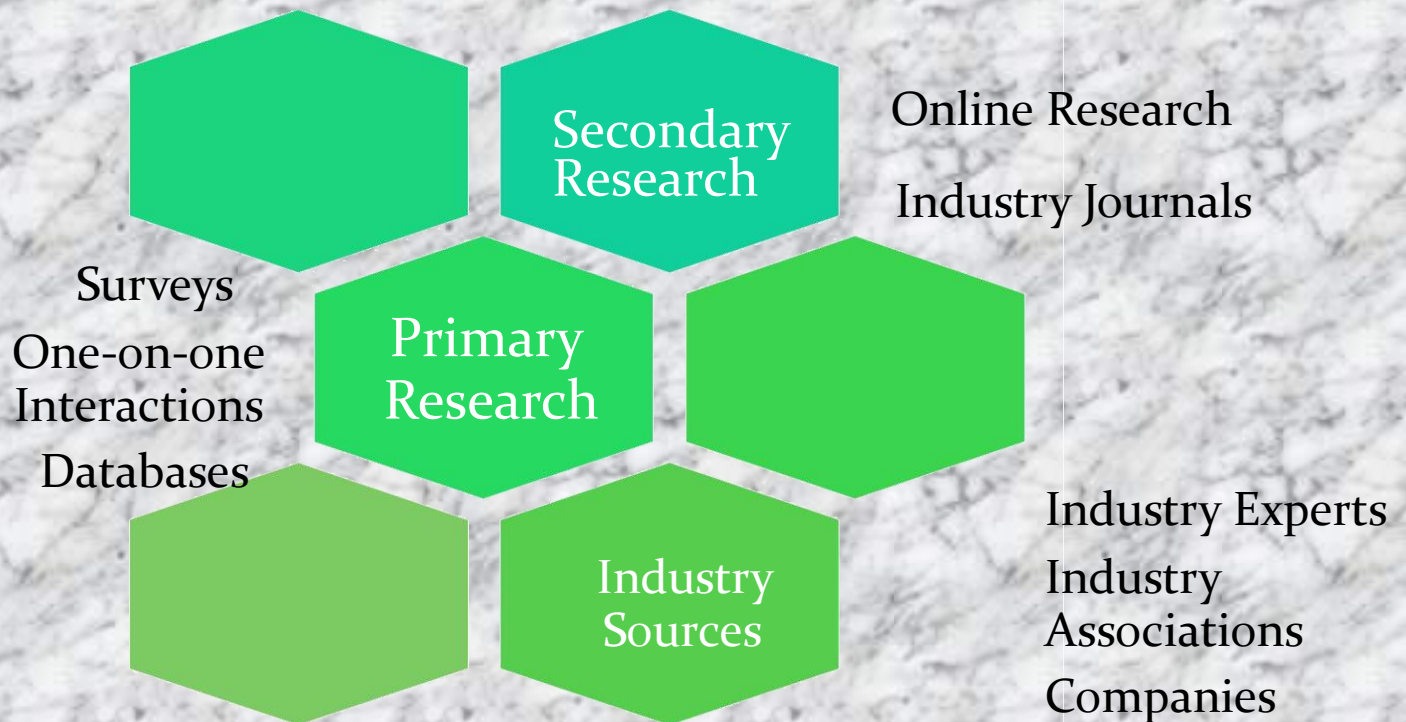 Secondary
Research
Online Research
Industry Journals
Surveys
One-on-one
Interactions
Databases
Primary
Research
Industry
Sources
Industry Experts
Industry
Associations
Companies